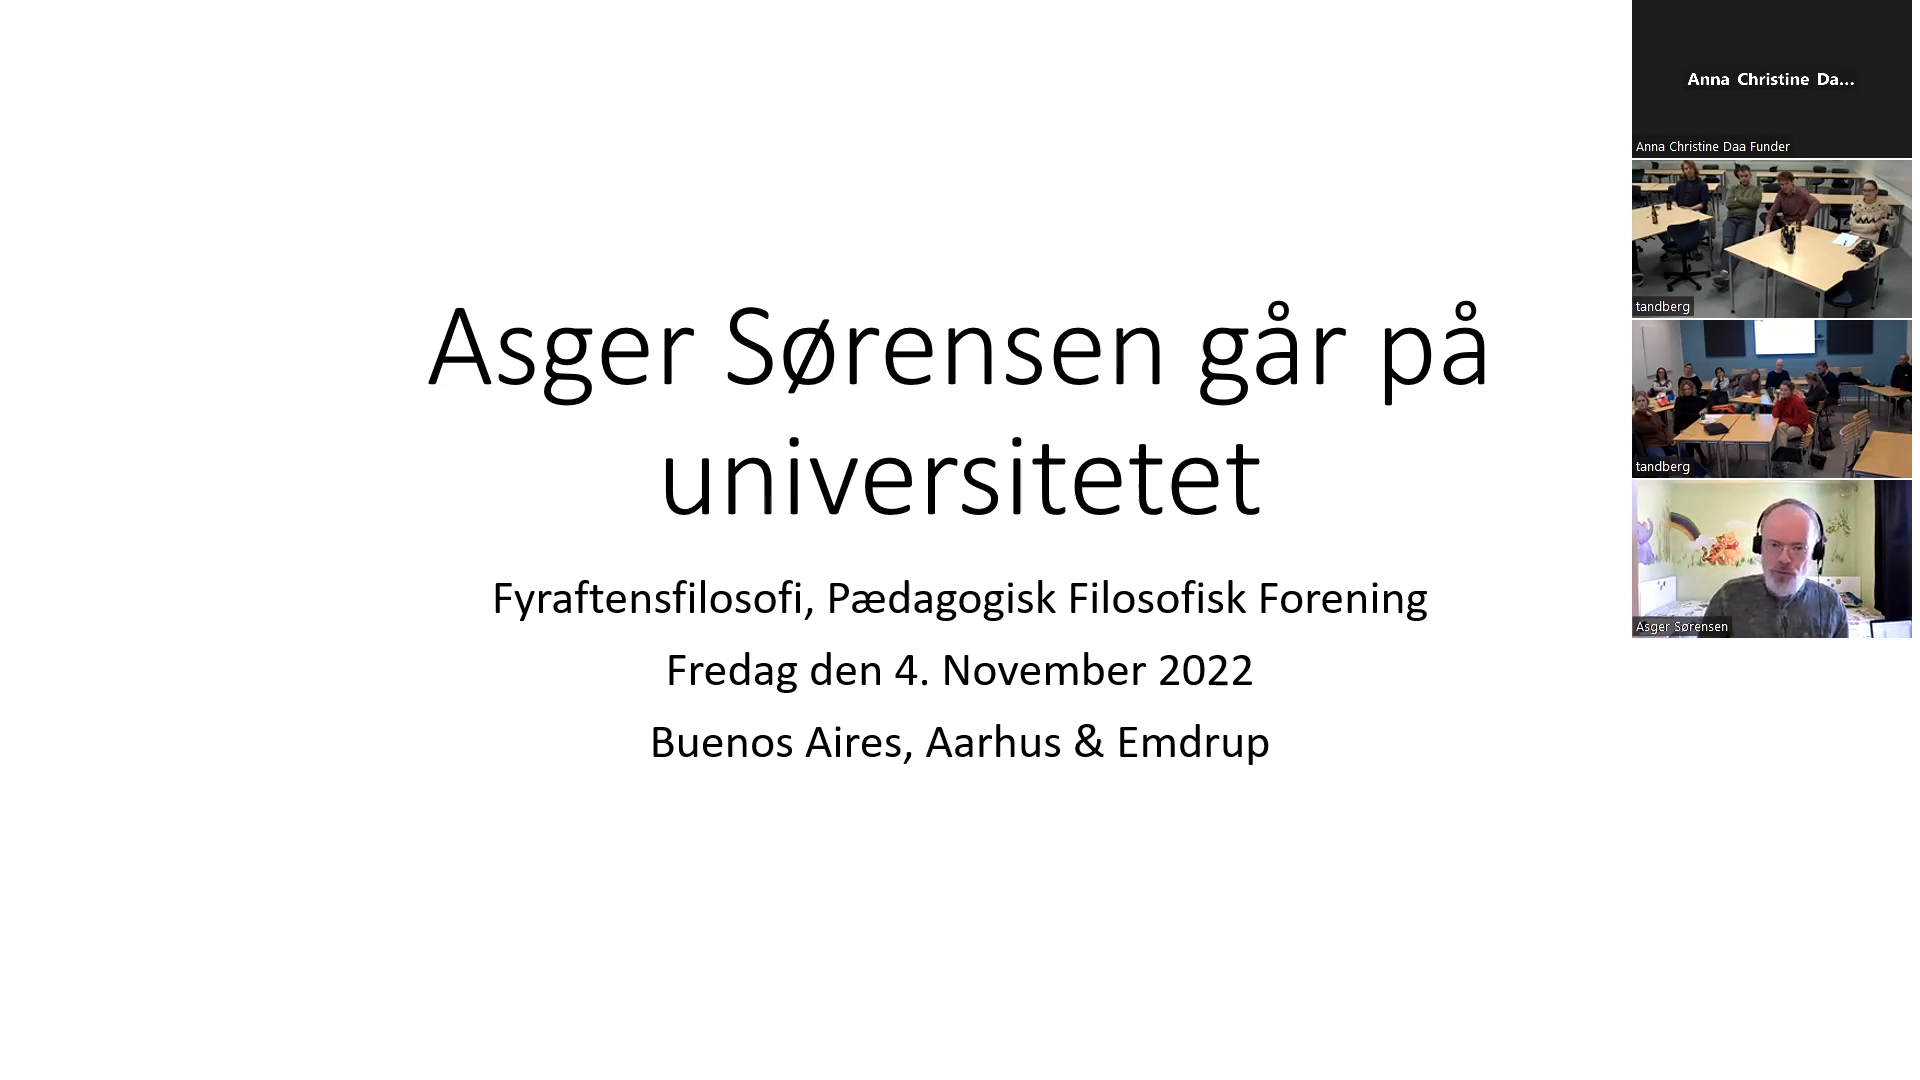 Asger Sørensen går på
universitetet
Fyraftensfilosofi, Pædagogisk Filosofisk Forening
Fredag den 4. November 2022
Buenos Aires, Aarhus & Emdrup
Anna Christine Da...
Anna Christine Daa Funder
tandberg
tandberg
Asger Sørensen